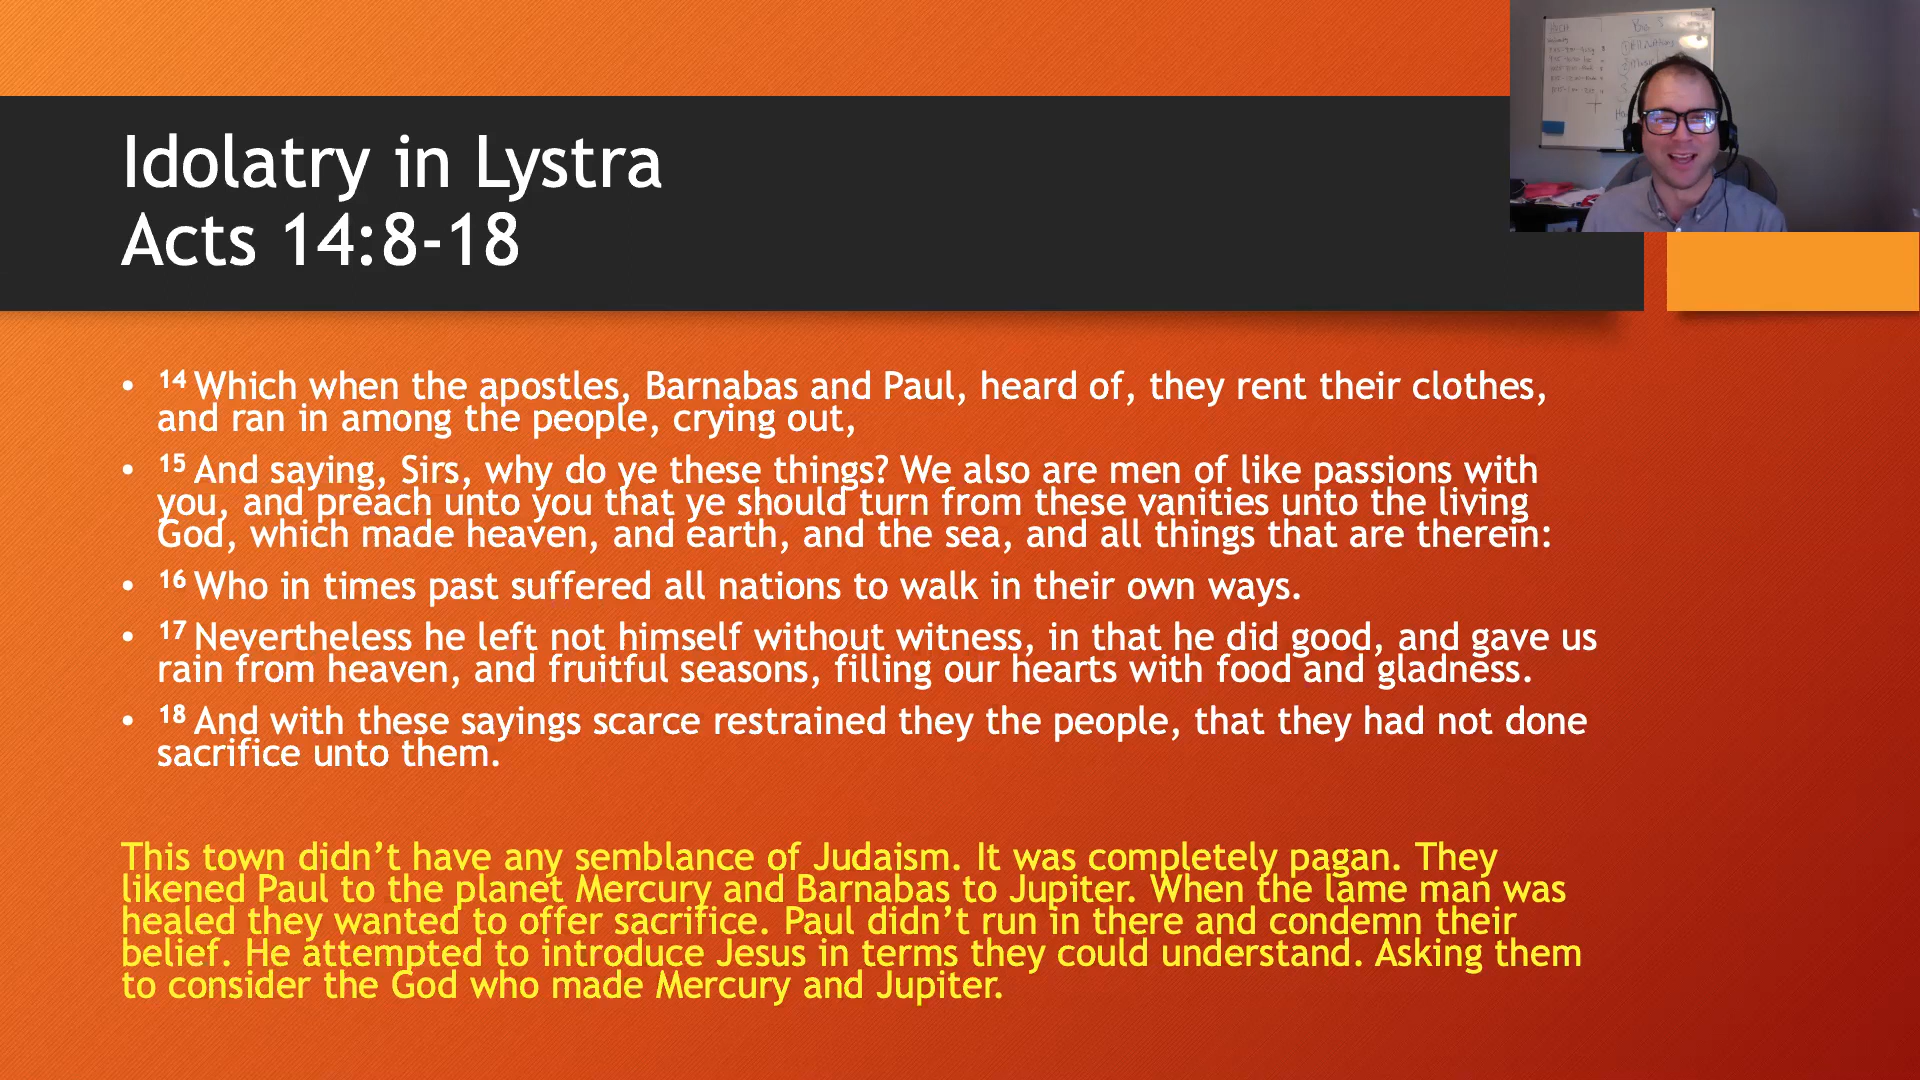 Idolatry in Lystra
Acts 14:8-18
• 14 Which when the apostles, Barnabas and Paul, heard of, they rent their clothes,
and ran in among the people, crying out,
• 15 And saying, Sirs, why do ye these things? We also are men of like passions with
you, and preach unto you that ye should turn from these vanities unto the living
God, which made heaven, and earth, and the sea, and all things that are therein:
• 16 Who in times past suffered all nations to walk in their own ways.
• 17 Nevertheless he left not himself without witness, in that he did good, and gave us
rain from heaven, and fruitful seasons, filling our hearts with food and gladness.
• 18 And with these sayings scarce restrained they the people, that they had not done
sacrifice unto them.
This town didn’t have any semblance of Judaism. It was completely pagan. They
likened Paul to the planet Mercury and Barnabas to Jupiter. When the lame man was
healed they wanted to offer sacrifice. Paul didn’t run in there and condemn their
belief. He attempted to introduce Jesus in terms they could understand. Asking them
to consider the God who made Mercury and Jupiter.